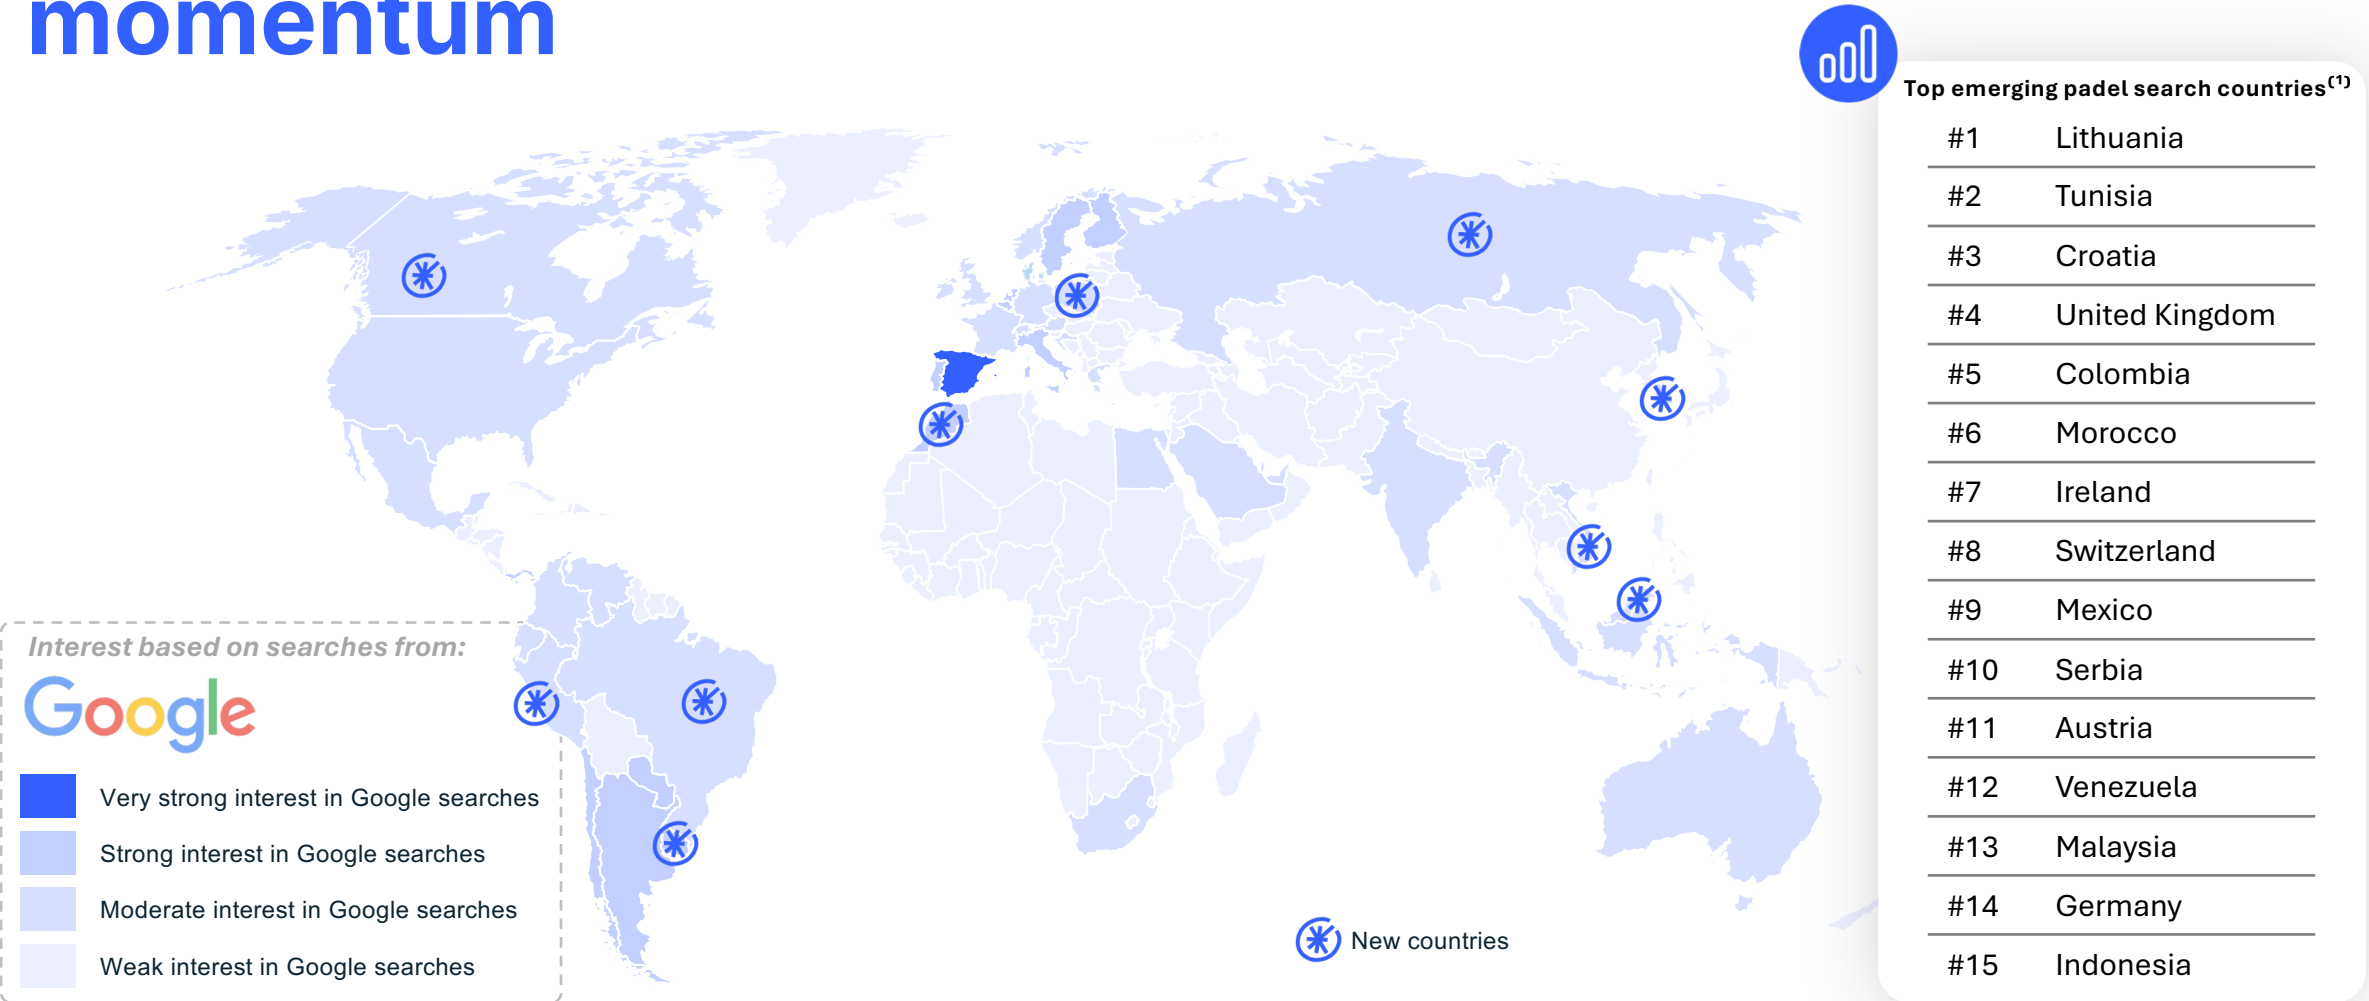 momentum
Top emerging padel search countries⁽¹⁾
#1 Lithuania
#2 Tunisia
#3 Croatia
#4 United Kingdom
#5 Colombia
#6 Morocco
#7 Ireland
#8 Switzerland
#9 Mexico
#10 Serbia
#11 Austria
#12 Venezuela
#13 Malaysia
#14 Germany
#15 Indonesia
Interest based on searches from:
Google
Very strong interest in Google searches
Strong interest in Google searches
Moderate interest in Google searches
Weak interest in Google searches
New countries